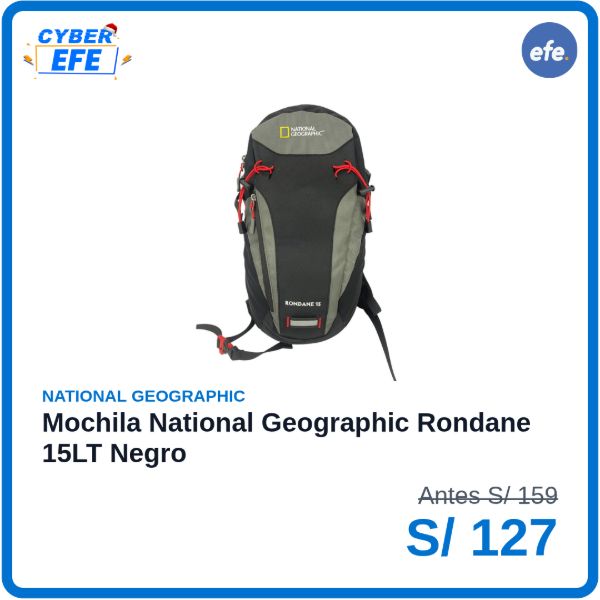 CYBER
EFE
efe.
NATIONAL
GEOGRAPHIC
RONDANE 15
NATIONAL GEOGRAPHIC
Mochila National Geographic Rondane
15LT Negro
Antes S/ 159
S/ 127